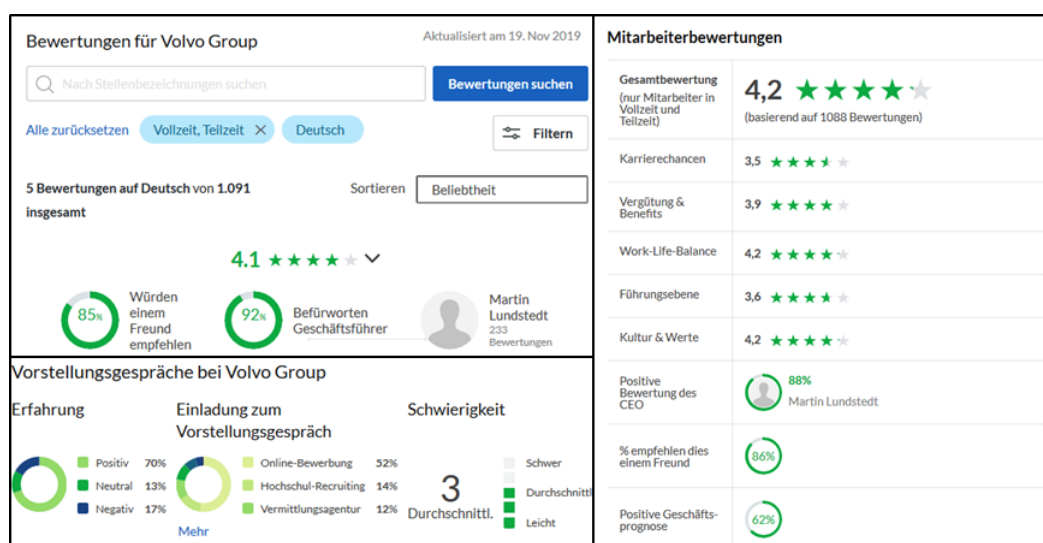 Bewertungen für Volvo Group
Aktualisiert am 19. Nov 2019
Nach Stellenbezeichnungen suchen
Bewertungen suchen
Alle zurücksetzen
Vollzeit, Teilzeit ×
Deutsch
Filtern
5 Bewertungen auf Deutsch von 1.091
insgesamt
Sortieren
Beliebtheit
4.1
85%
Würden
einem
Freund
empfehlen
92%
Befürworten
Geschäftsführer
Martin
Lundstedt
233
Bewertungen
Vorstellungsgespräche bei Volvo Group
Erfahrung
Positiv 70%
Neutral 13%
Negativ 17%
Einladung zum
Vorstellungsgespräch
Online-Bewerbung 52%
Hochschul-Recruiting 14%
Vermittlungsagentur 12%
Mehr
Schwierigkeit
3
Durchschnittl.
Schwer
Durchschnittl
Leicht
Mitarbeiterbewertungen
Gesamtbewertung
(nur Mitarbeiter in
Vollzeit und
Teilzeit)
4,2
(basierend auf 1088 Bewertungen)
Karrierechancen
3,5
Vergütung &
Benefits
3,9
Work-Life-Balance
4,2
Führungsebene
3,6
Kultur & Werte
4,2
Positive
Bewertung des
CEO
88%
Martin Lundstedt
% empfehlen dies
einem Freund
86%
Positive Geschäfts-
prognose
62%